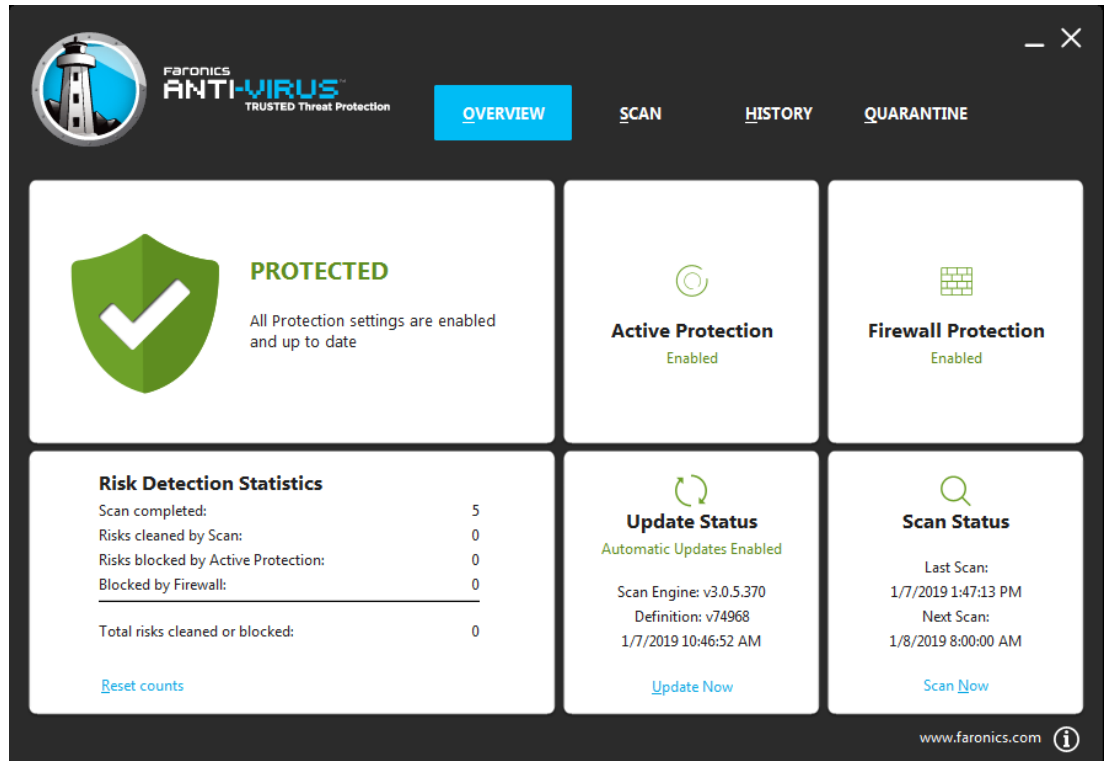 Faronics
ANTI-VIRUS™
TRUSTED Threat Protection
OVERVIEW
SCAN
HISTORY
QUARANTINE
PROTECTED
All Protection settings are enabled
and up to date
Active Protection
Enabled
Firewall Protection
Enabled
Risk Detection Statistics
Scan completed: 5
Risks cleaned by Scan: 0
Risks blocked by Active Protection: 0
Blocked by Firewall: 0
Total risks cleaned or blocked: 0
Reset counts
Update Status
Automatic Updates Enabled
Scan Engine: v3.0.5.370
Definition: v74968
1/7/2019 10:46:52 AM
Update Now
Scan Status
Last Scan:
1/7/2019 1:47:13 PM
Next Scan:
1/8/2019 8:00:00 AM
Scan Now
www.faronics.com